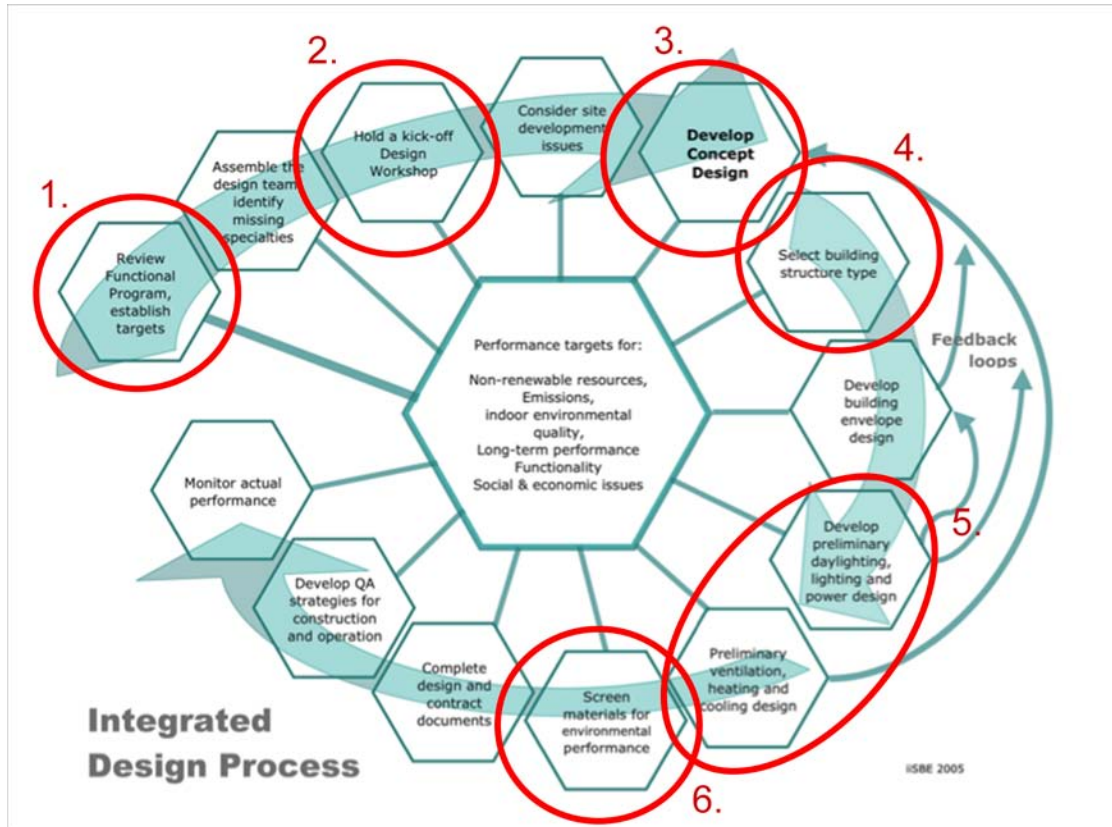 1.
Review
Functional
Program,
establish
targets
Assemble the
design team,
identify
missing
specialties
2.
Hold a kick-off
Design
Workshop
Consider site
development
issues
3.
Develop
Concept
Design
4.
Select building
structure type
Feedback
loops
Develop
building
envelope
design
5.
Develop
preliminary
daylighting,
lighting and
power design
Preliminary
ventilation,
heating and
cooling design
6.
Screen
materials for
environmental
performance
Complete
design and
contract
documents
Develop QA
strategies for
construction
and operation
Monitor actual
performance
Performance targets for:
Non-renewable resources,
Emissions,
indoor environmental
quality,
Long-term performance
Functionality
Social & economic issues
Integrated
Design Process
iiSBE 2005